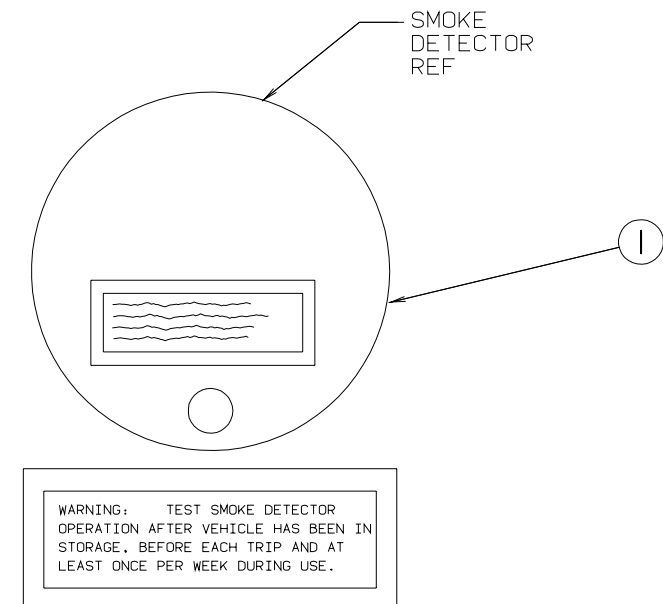 SMOKE
DETECTOR
REF
1
WARNING: TEST SMOKE DETECTOR
OPERATION AFTER VEHICLE HAS BEEN IN
STORAGE, BEFORE EACH TRIP AND AT
LEAST ONCE PER WEEK DURING USE.